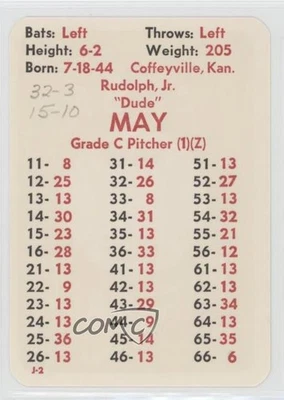 Bats: Left Throws: Left
Height: 6-2 Weight: 205
Born: 7-18-44 Coffeyville, Kan.
32-3 Rudolph, Jr.
15-10 "Dude"
MAY
Grade C Pitcher (1)(Z)
11- 8 31- 14 51- 13
12- 25 32- 26 52- 27
13- 13 33- 8 53- 13
14- 30 34- 31 54- 13
15- 23 35- 14 55- 13
16- 28 36- 33 56- 12
21- 13 41- 13 61- 13
22- 9 42- 13 62- 13
23- 13 43- 29 63- 13
24- 13 44- 9 64- 13
25- 36 45- 14 65- 13
26- 13 46- 13 66- 6
J-2
COMC